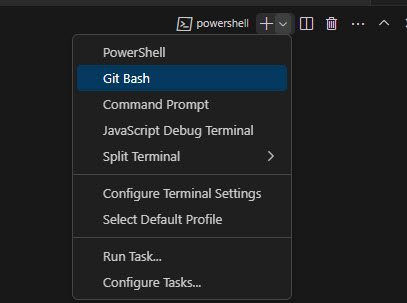 powershell
PowerShell
Git Bash
Command Prompt
JavaScript Debug Terminal
Split Terminal
Configure Terminal Settings
Select Default Profile
Run Task...
Configure Tasks...